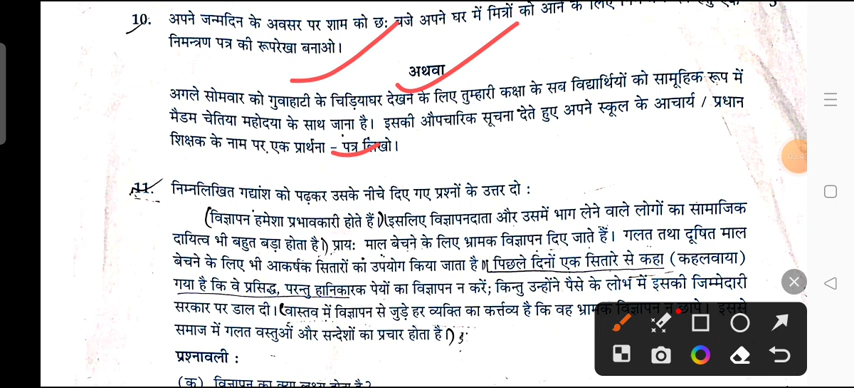 10. अपने जन्मदिन के अवसर पर शाम को छः बजे अपने घर में मित्रों को आने के लिए
निमन्त्रण पत्र की रूपरेखा बनाओ।
अथवा
अगले सोमवार को गुवाहाटी के चिड़ियाघर देखने के लिए तुम्हारी कक्षा के सब विद्यार्थियों को सामूहिक रूप में
मैडम चेतिया महोदया के साथ जाना है। इसकी औपचारिक सूचना देते हुए अपने स्कूल के आचार्य / प्रधान
शिक्षक के नाम पर एक प्रार्थना - पत्र लिखो।
11. निम्नलिखित गद्यांश को पढ़कर उसके नीचे दिए गए प्रश्नों के उत्तर दो :
विज्ञापन हमेशा प्रभावकारी होते हैं। इसलिए विज्ञापनदाता और उसमें भाग लेने वाले लोगों का सामाजिक
दायित्व भी बहुत बड़ा होता है। प्रायः माल बेचने के लिए भ्रामक विज्ञापन दिए जाते हैं। गलत तथा दूषित माल
बेचने के लिए भी आकर्षक सितारों का उपयोग किया जाता है। पिछले दिनों एक सितारे से कहा (कहलवाया)
गया है कि वे प्रसिद्ध, परन्तु हानिकारक पेयों का विज्ञापन न करें; किन्तु उन्होंने पैसे के लोभ में इसकी जिम्मेदारी
सरकार पर डाल दी। वास्तव में विज्ञापन से जुड़े हर व्यक्ति का कर्त्तव्य है कि वह भ्रामक विज्ञापन न छापे। इससे
समाज में गलत वस्तुओं और सन्देशों का प्रचार होता है।
प्रश्नावली :
(क) विज्ञापन का क्या लक्ष्य होता है?